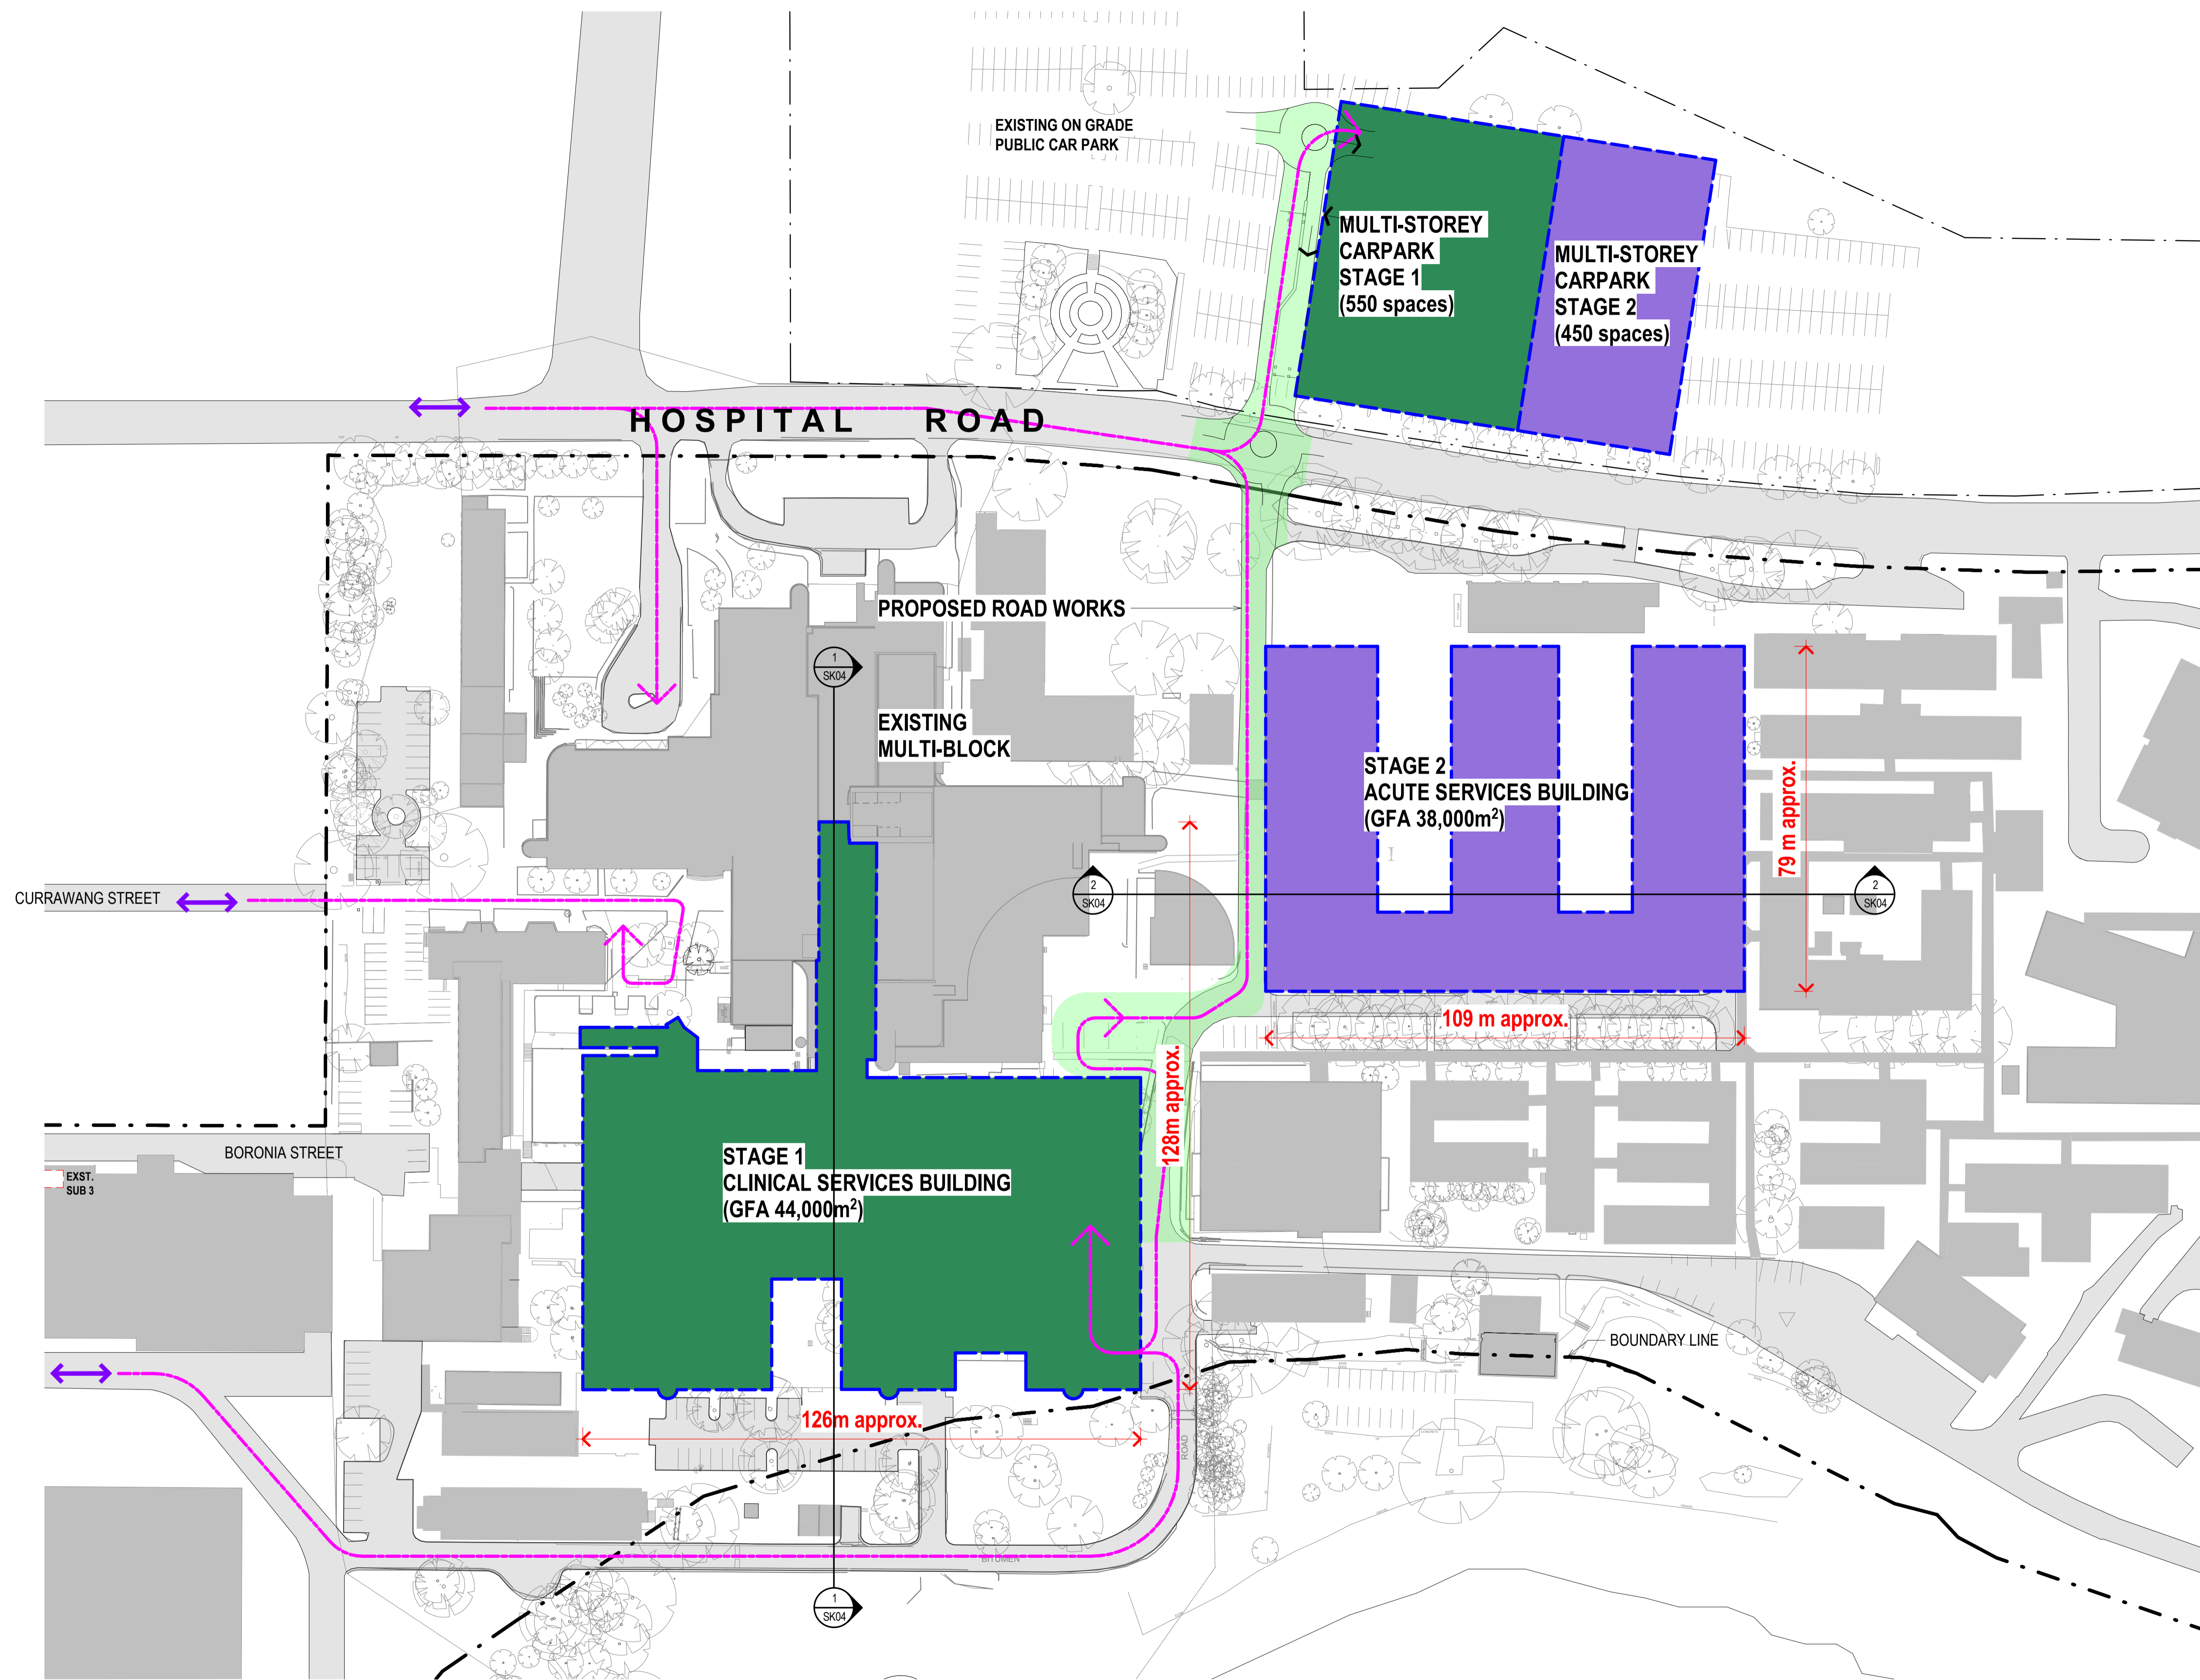 EXISTING ON GRADE
PUBLIC CAR PARK
MULTI-STOREY
CARPARK
STAGE 1
(550 spaces)
MULTI-STOREY
CARPARK
STAGE 2
(450 spaces)
HOSPITAL ROAD
PROPOSED ROAD WORKS
1
SK04
EXISTING
MULTI-BLOCK
STAGE 2
ACUTE SERVICES BUILDING
(GFA 38,000m²)
79 m approx.
2
SK04
2
SK04
CURRAWANG STREET
109 m approx.
128m approx.
BORONIA STREET
EXST.
SUB 3
STAGE 1
CLINICAL SERVICES BUILDING
(GFA 44,000m²)
BOUNDARY LINE
126m approx.
ROAD
BITUMEN
1
SK04